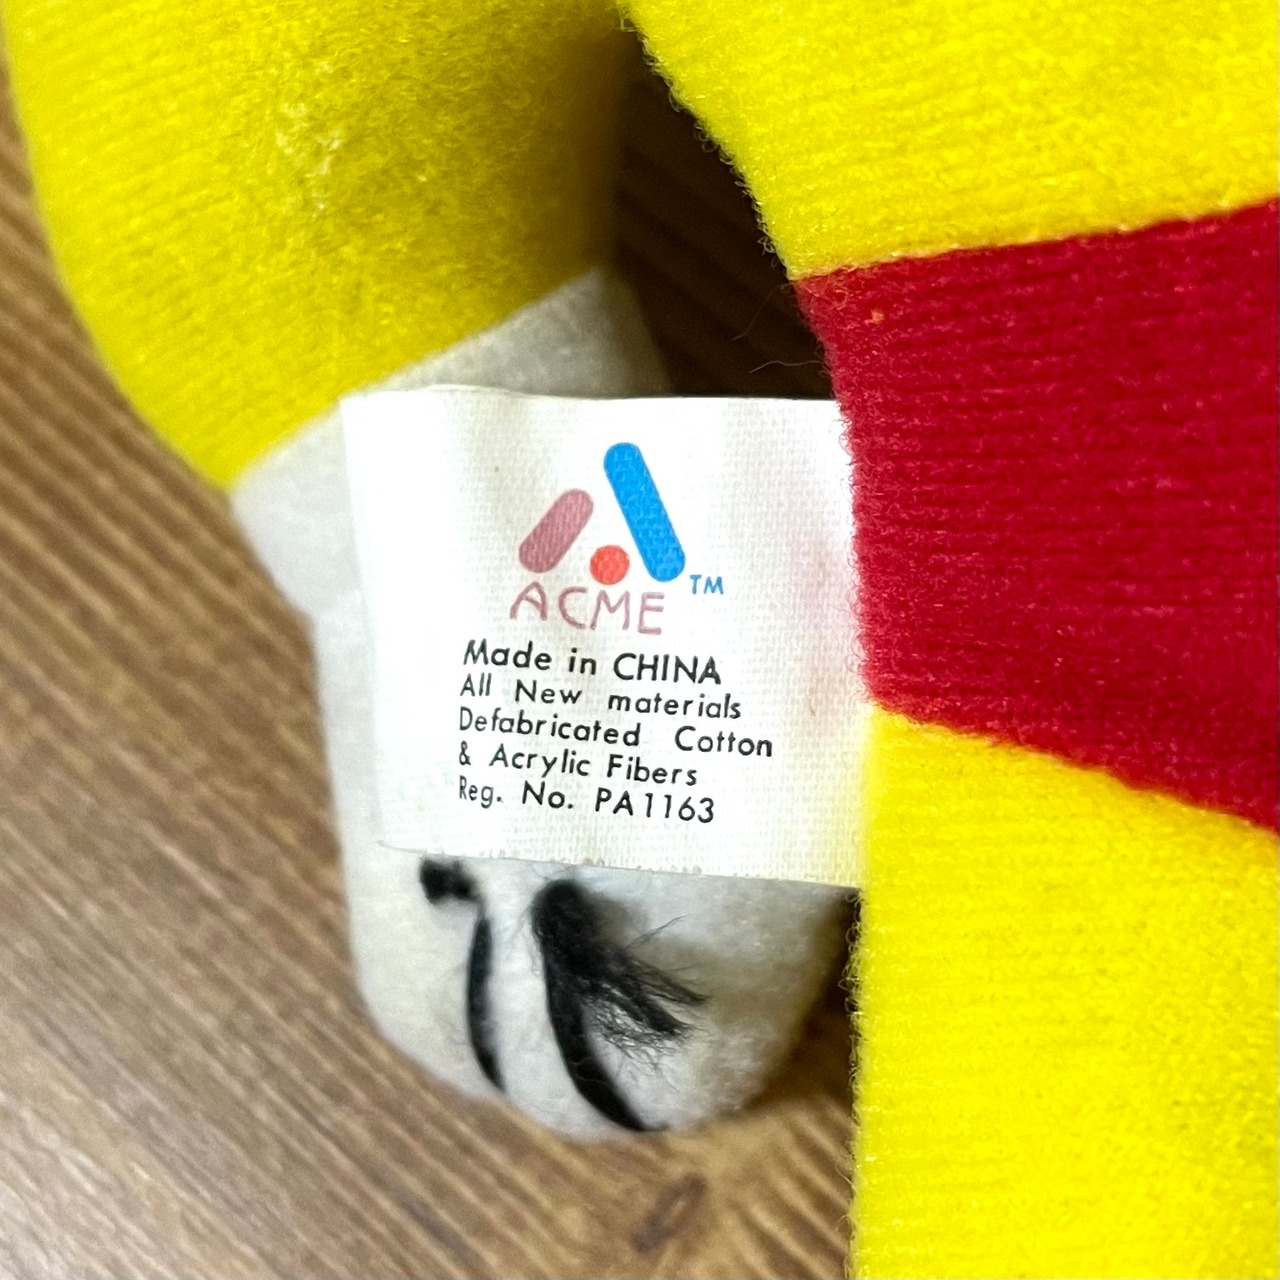 ACME TM
Made in CHINA
All New materials
Defabricated Cotton
& Acrylic Fibers
Reg. No. PA1163